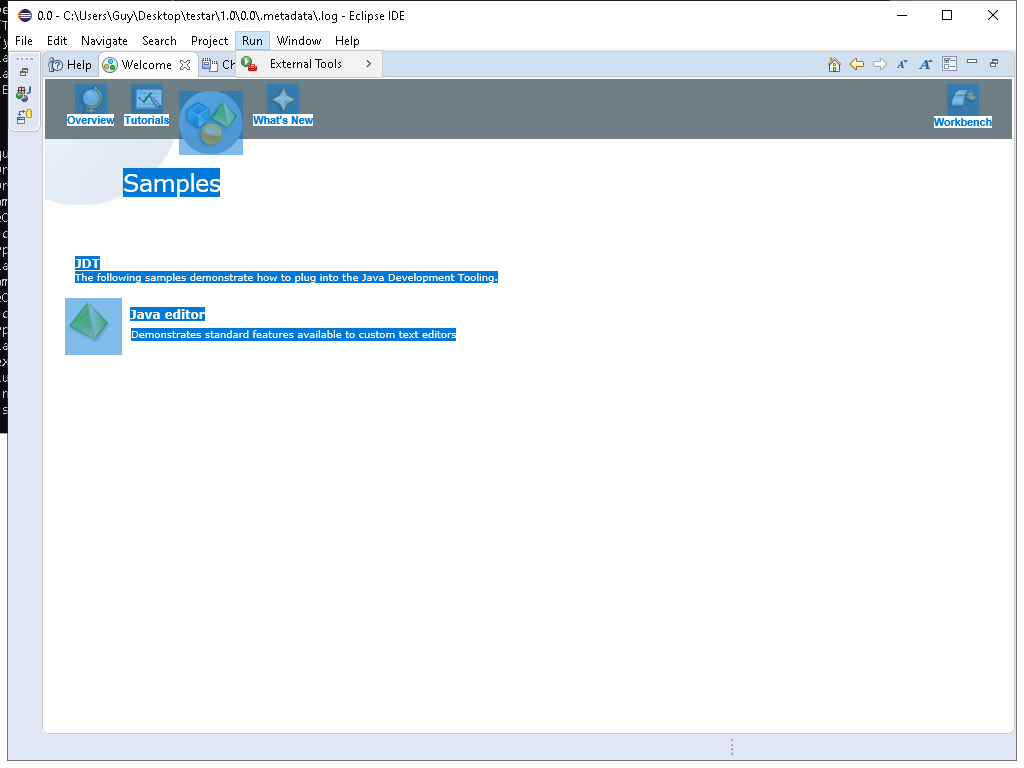 0.0 - C:\Users\Guy\Desktop\testar\1.0\0.0\.metadata\.log - Eclipse IDE
File Edit Navigate Search Project Run Window Help
Help Welcome Ch External Tools
Overview Tutorials What's New Workbench
Samples
JDT
The following samples demonstrate how to plug into the Java Development Tooling.
Java editor
Demonstrates standard features available to custom text editors